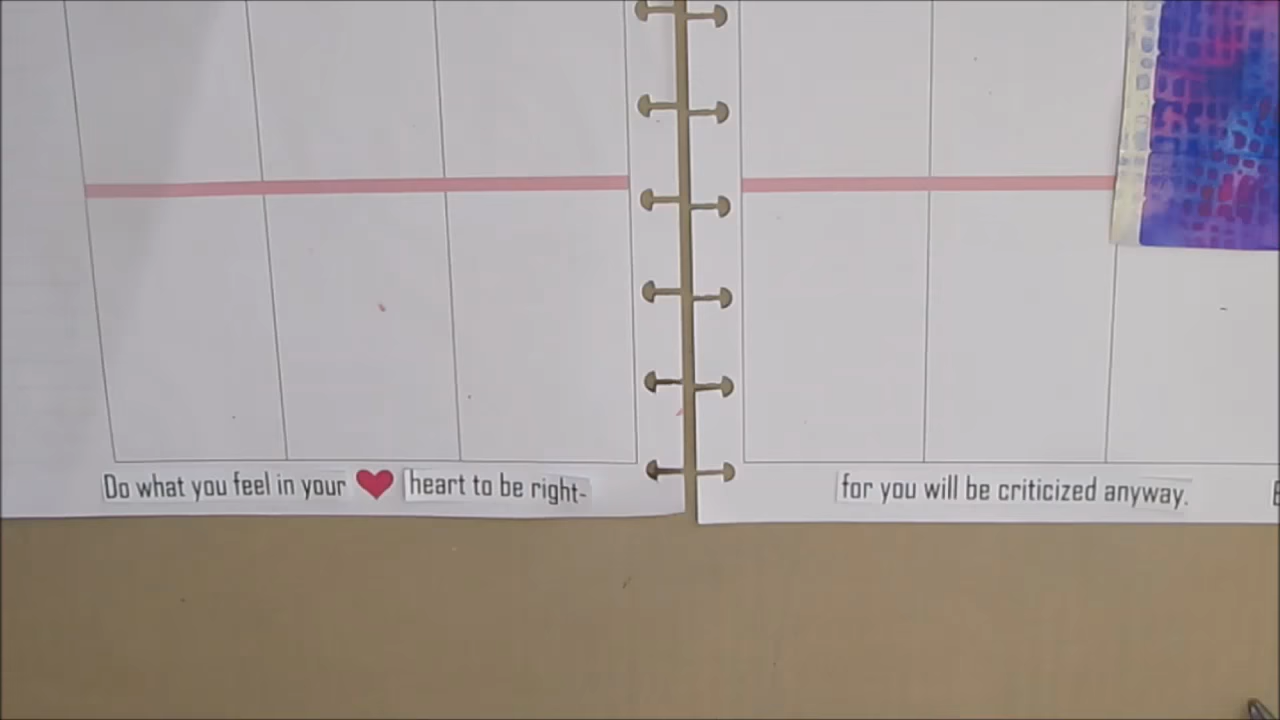 Do what you feel in your heart to be right-
for you will be criticized anyway.